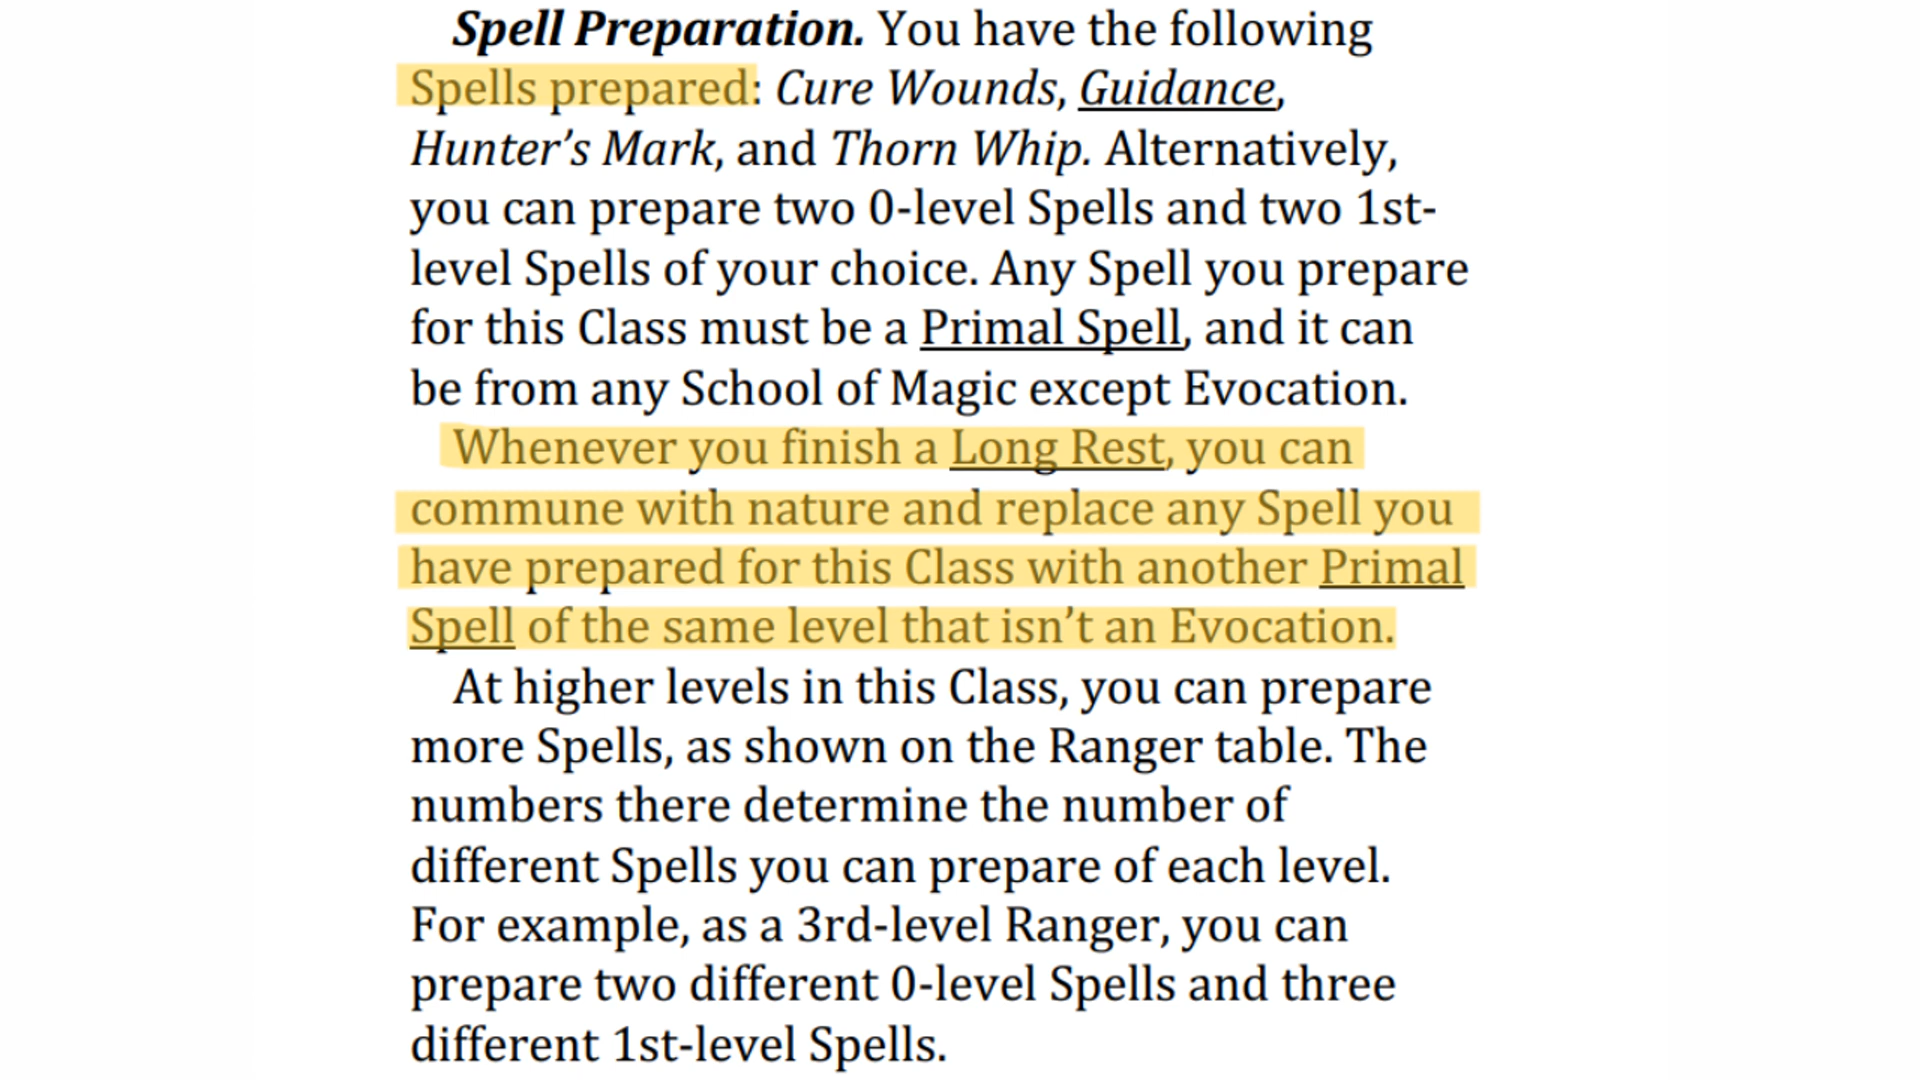 Spell Preparation. You have the following
Spells prepared: Cure Wounds, Guidance,
Hunter’s Mark, and Thorn Whip. Alternatively,
you can prepare two 0-level Spells and two 1st-
level Spells of your choice. Any Spell you prepare
for this Class must be a Primal Spell, and it can
be from any School of Magic except Evocation.
Whenever you finish a Long Rest, you can
commune with nature and replace any Spell you
have prepared for this Class with another Primal
Spell of the same level that isn’t an Evocation.
At higher levels in this Class, you can prepare
more Spells, as shown on the Ranger table. The
numbers there determine the number of
different Spells you can prepare of each level.
For example, as a 3rd-level Ranger, you can
prepare two different 0-level Spells and three
different 1st-level Spells.